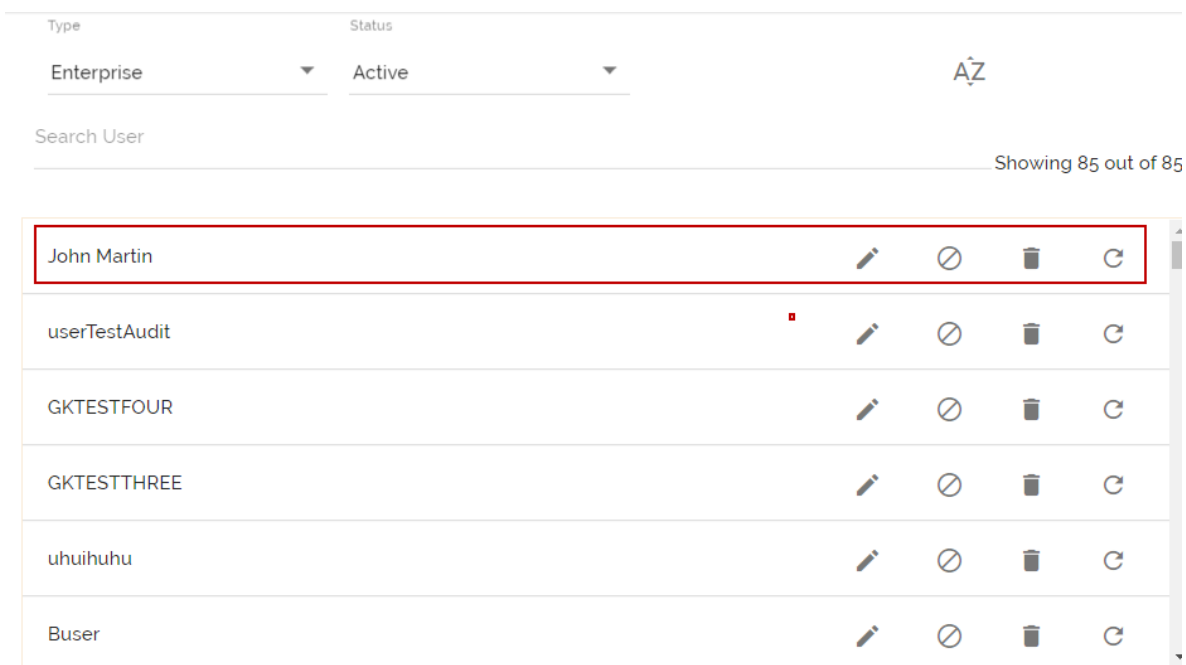 Type Status
Enterprise Active
AZ
Search User
Showing 85 out of 85
John Martin
userTestAudit
GKTESTFOUR
GKTESTTHREE
uhuihuhu
Buser